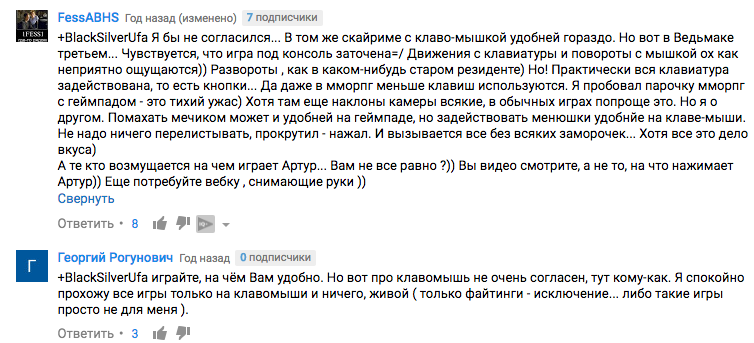 FessABHS Год назад (изменено) 7 подписчики
+BlackSilverUfa Я бы не согласился... В том же скайриме с клаво-мышкой удобней гораздо. Но вот в Ведьмаке
третьем... Чувствуется, что игра под консоль заточена=/ Движения с клавиатуры и повороты с мышкой ох как
неприятно ощущаются)) Развороты , как в каком-нибудь старом резиденте) Но! Практически вся клавиатура
задействована, то есть кнопки... Да даже в мморпг меньше клавиш используются. Я пробовал парочку мморпг
с геймпадом - это тихий ужас) Хотя там еще наклоны камеры всякие, в обычных играх попроще это. Но я о
другом. Помахать мечиком может и удобней на геймпаде, но задействовать менюшки удобнйе на клаве-мыши.
Не надо ничего перелистывать, прокрутил - нажал. И вызывается все без всяких заморочек... Хотя все это дело
вкуса)
А те кто возмущается на чем играет Артур... Вам не все равно ?)) Вы видео смотрите, а не то, на что нажимает
Артур)) Еще потребуйте вебку , снимающие руки ))
Свернуть
Ответить • 8
Г
Георгий Рогунович Год назад 0 подписчики
+BlackSilverUfa играйте, на чём Вам удобно. Но вот про клавомышь не очень согласен, тут кому-как. Я спокойно
прохожу все игры только на клавомыши и ничего, живой ( только файтинги - исключение... либо такие игры
просто не для меня ).
Ответить • 3